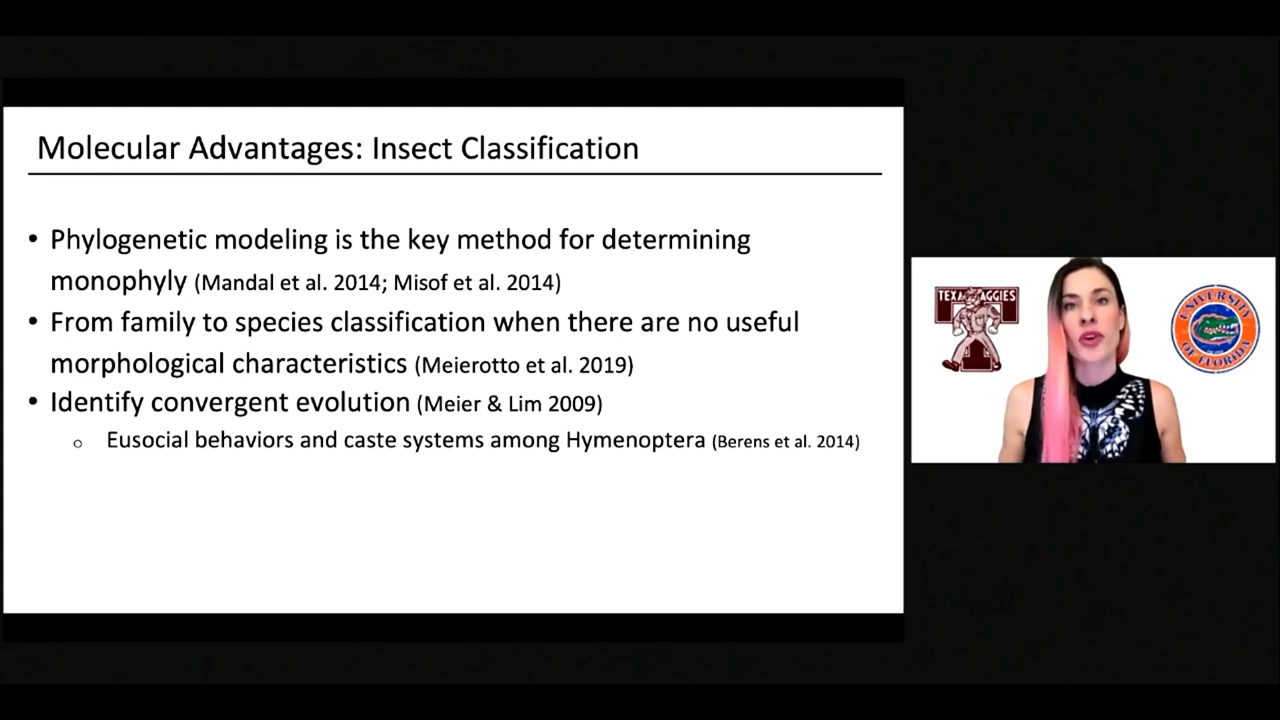 Molecular Advantages: Insect Classification
• Phylogenetic modeling is the key method for determining
monophyly (Mandal et al. 2014; Misof et al. 2014)
• From family to species classification when there are no useful
morphological characteristics (Meierotto et al. 2019)
• Identify convergent evolution (Meier & Lim 2009)
○ Eusocial behaviors and caste systems among Hymenoptera (Berens et al. 2014)
TEXAS AGGIES
UNIVERSITY
OF FLORIDA